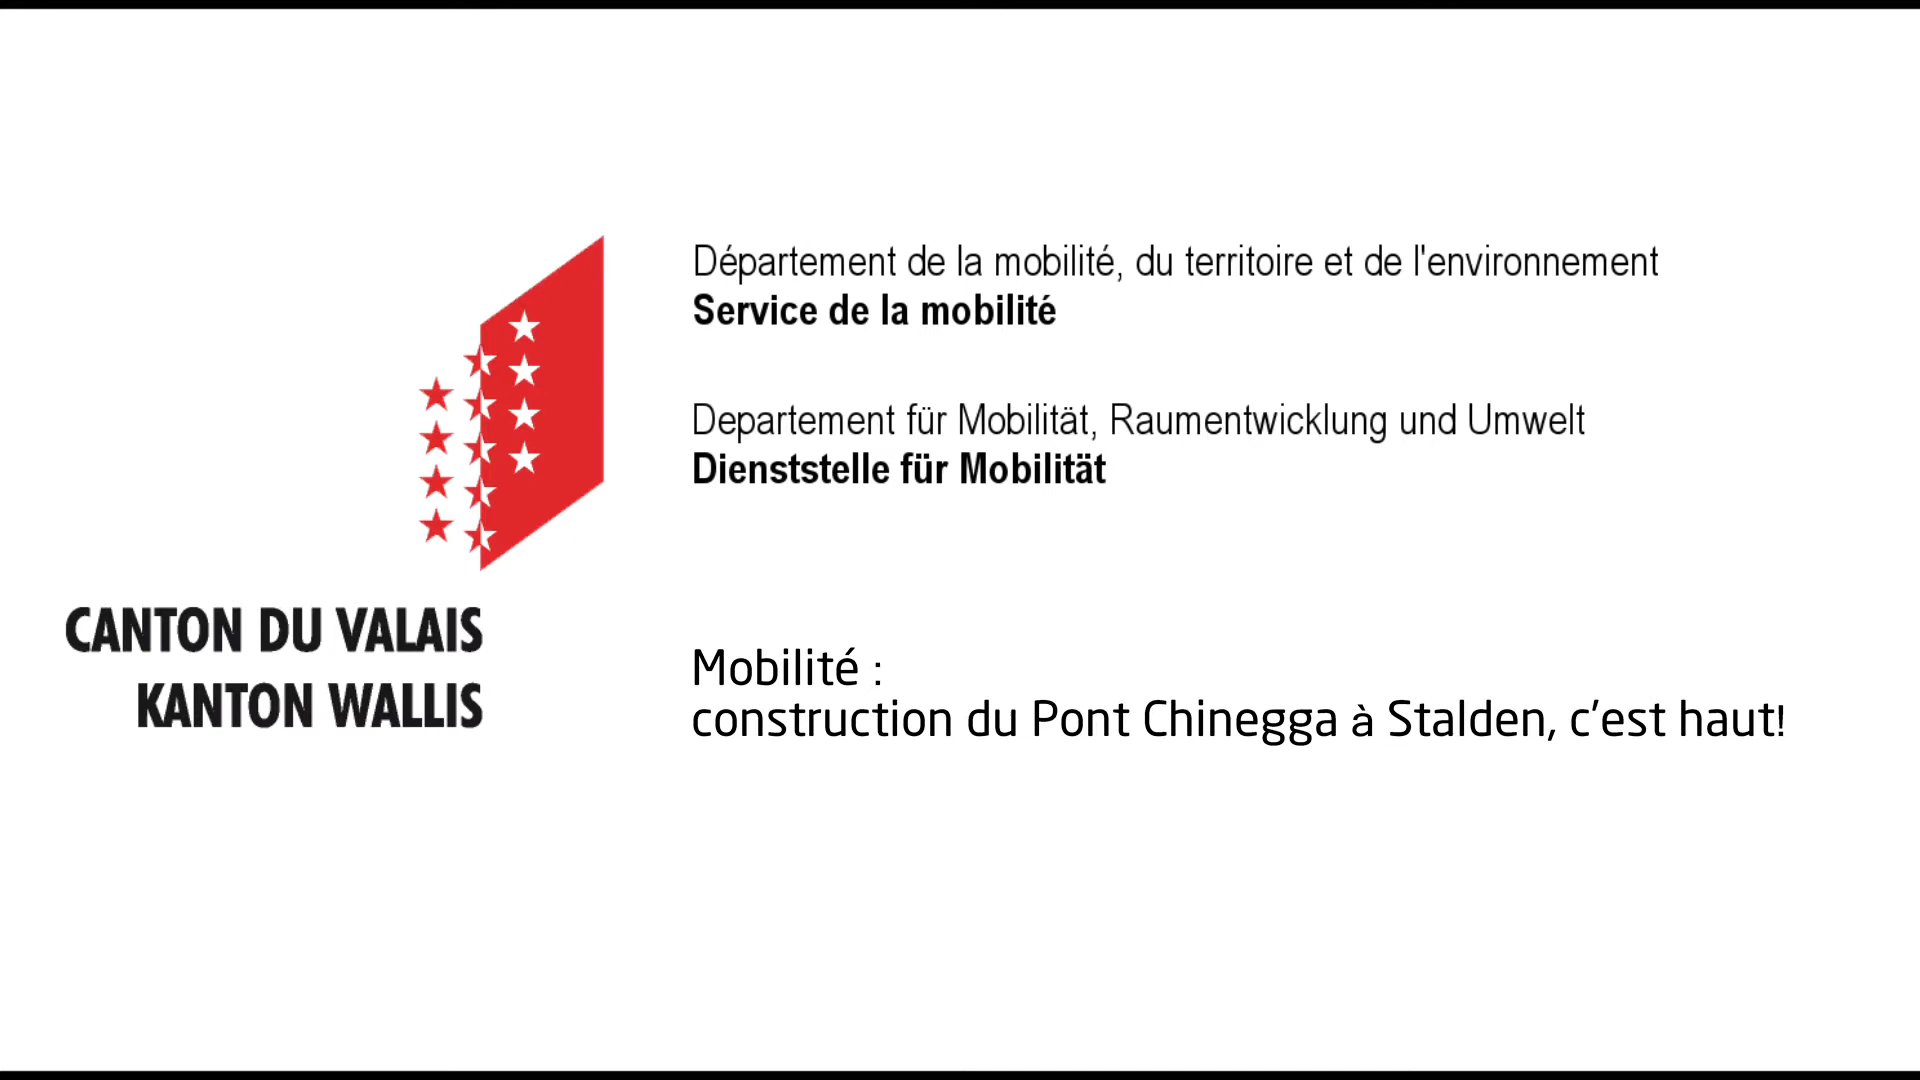 Département de la mobilité, du territoire et de l'environnement
Service de la mobilité
Departement für Mobilität, Raumentwicklung und Umwelt
Dienststelle für Mobilität
CANTON DU VALAIS
KANTON WALLIS
Mobilité :
construction du Pont Chinegga à Stalden, c’est haut!